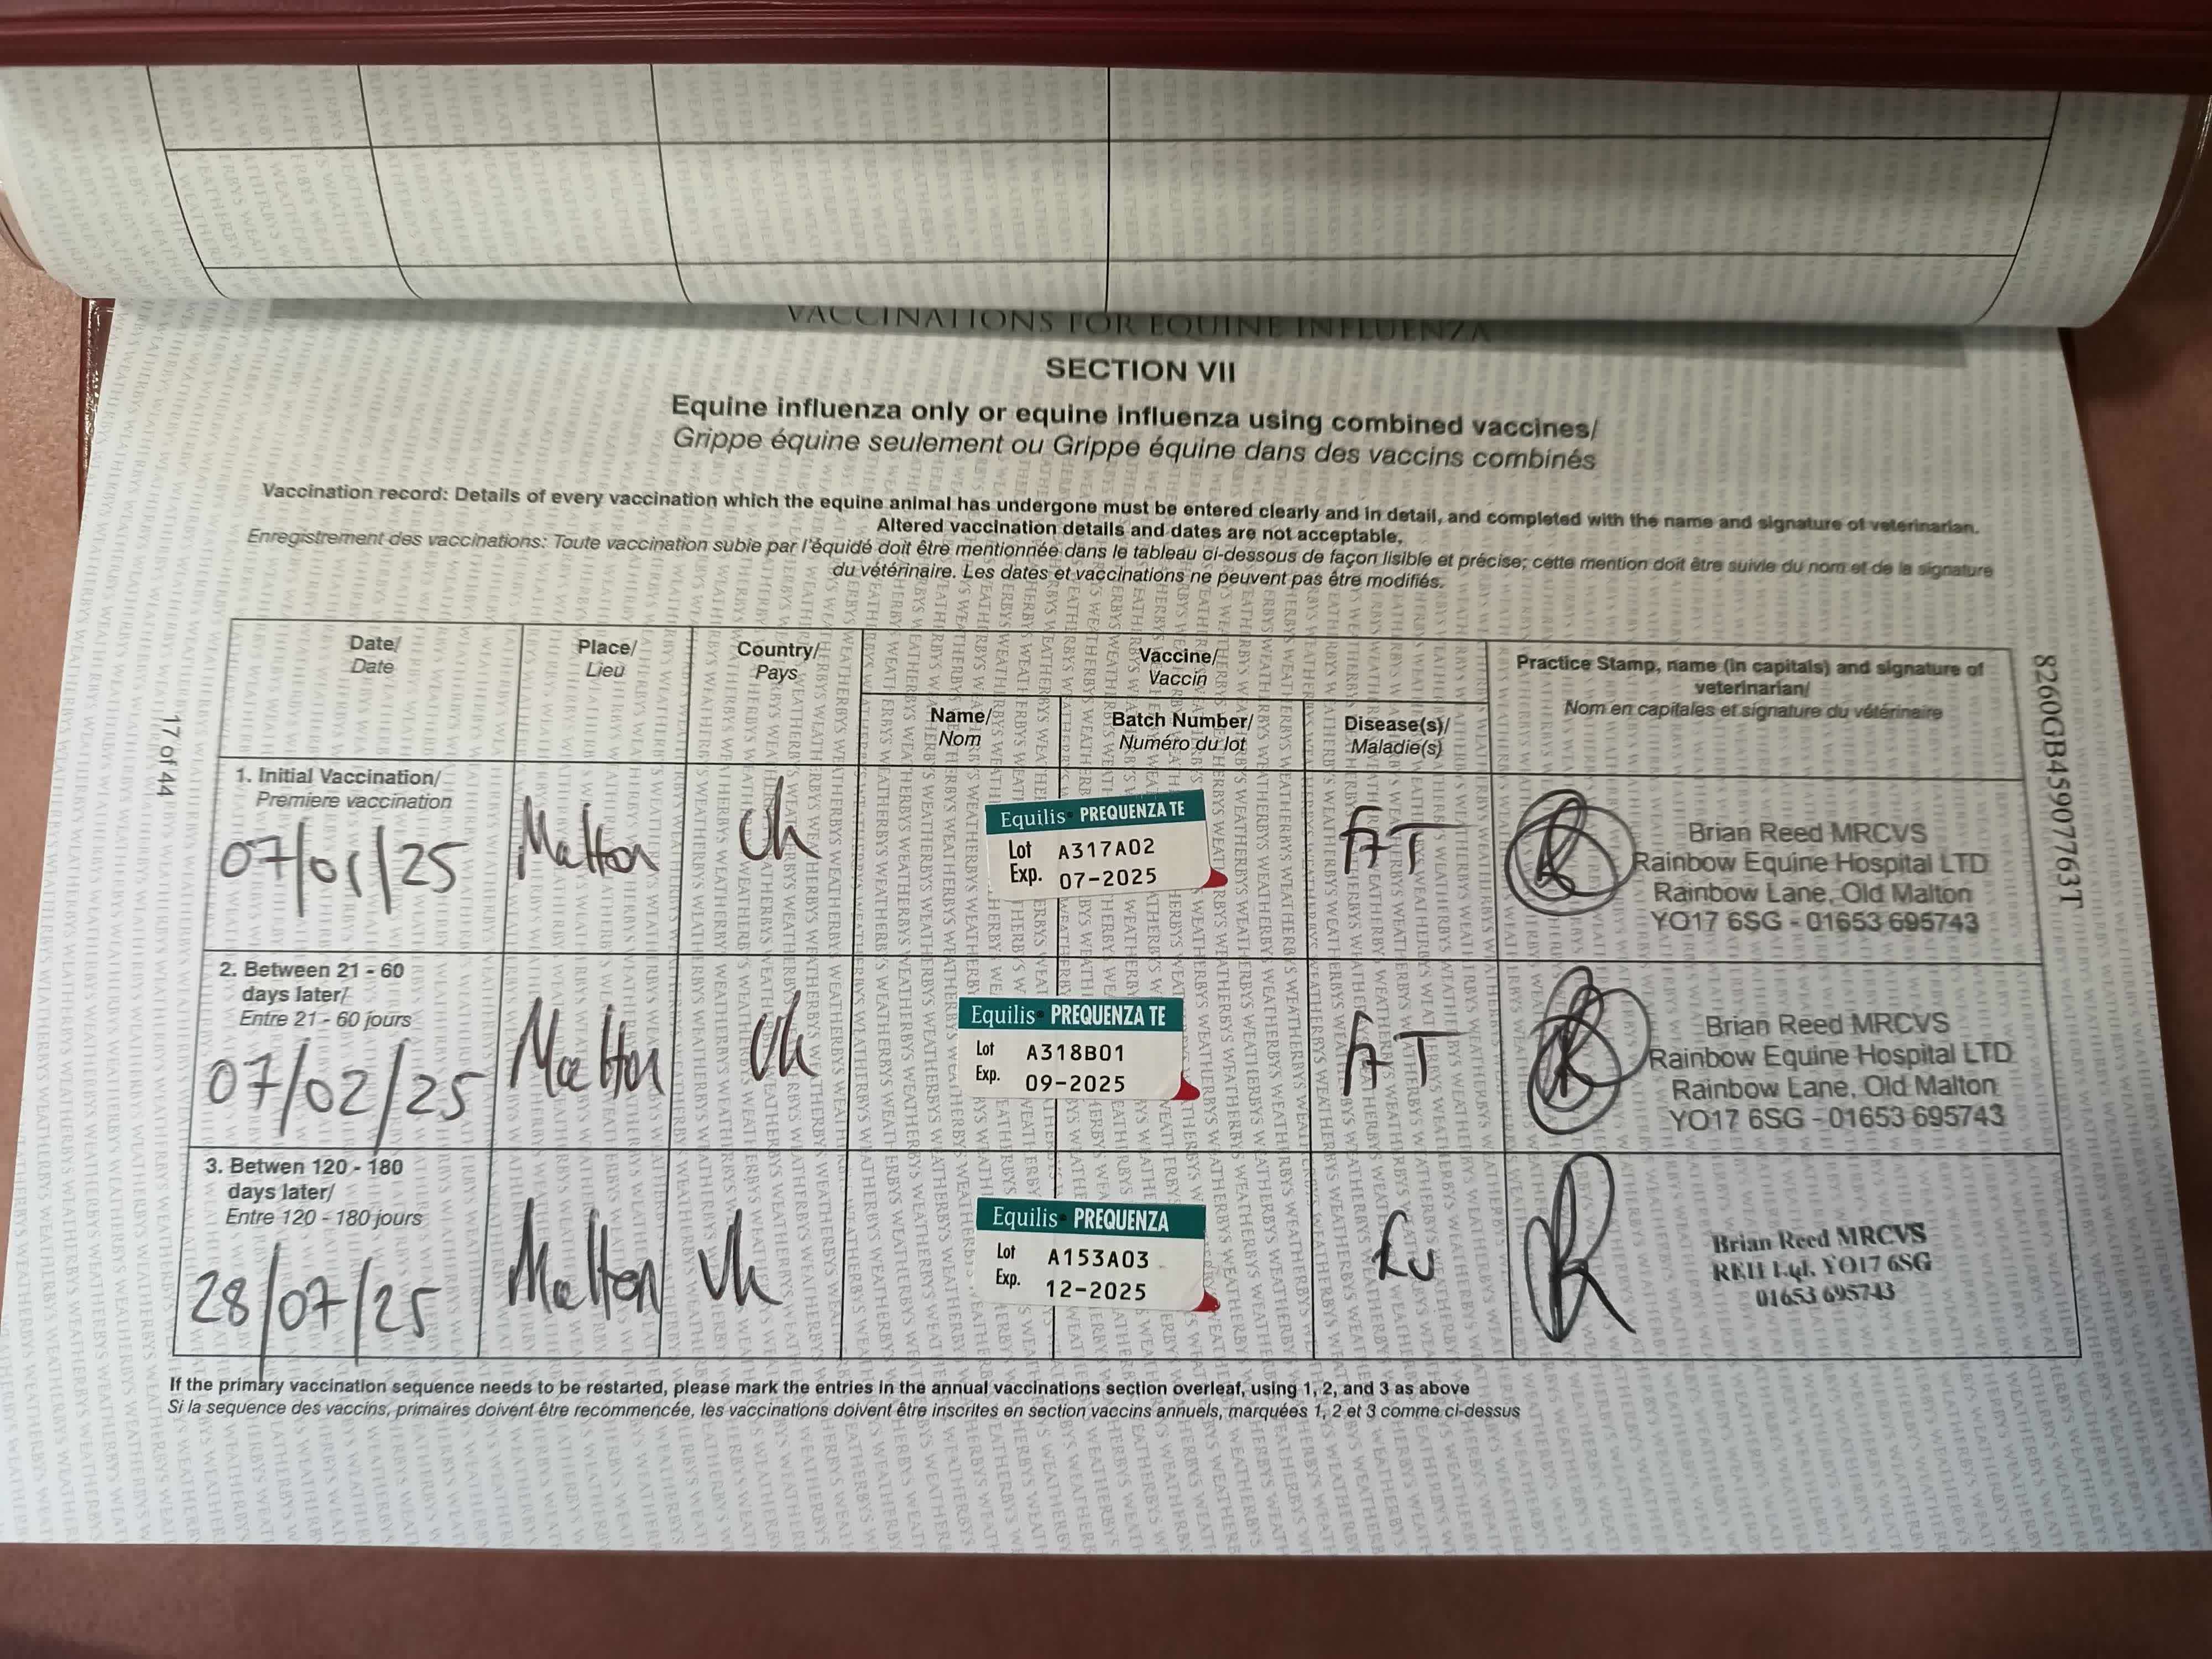 VACCINATIONS FOR EQUINE INFLUENZA
SECTION VII
Equine influenza only or equine influenza using combined vaccines/
Grippe équine seulement ou Grippe équine dans des vaccins combinés
Vaccination record: Details of every vaccination which the equine animal has undergone must be entered clearly and in detail, and completed with the name and signature of veterinarian.
Altered vaccination details and dates are not acceptable.
Enregistrement des vaccinations: Toute vaccination subie par l'équidé doit être mentionnée dans le tableau ci-dessous de façon lisible et précise; cette mention doit être suivie du nom et de la signature
du vétérinaire. Les dates et vaccinations ne peuvent pas être modifiés.
Date/
Date
Place/
Lieu
Country/
Pays
Vaccine/
Vaccin
Name/
Nom
Batch Number/
Numéro du lot
Disease(s)/
Maladie(s)
Practice Stamp, name (in capitals) and signature of
veterinarian/
Nom en capitales et signature du vétérinaire
1. Initial Vaccination/
Premiere vaccination
07/01/25
Malton
Uk
Equilis PREQUENZA TE
Lot A317A02
Exp. 07-2025
Brian Reed MRCVS
Rainbow Equine Hospital LTD
Rainbow Lane, Old Malton
YO17 6SG - 01653 695743
2. Between 21 - 60
days later/
Entre 21 - 60 jours
07/02/25
Malton
Uk
Equilis PREQUENZA TE
Lot A318B01
Exp. 09-2025
Brian Reed MRCVS
Rainbow Equine Hospital LTD
Rainbow Lane, Old Malton
YO17 6SG - 01653 695743
3. Betwen 120 - 180
days later/
Entre 120 - 180 jours
28/07/25
Malton
Uk
Equilis PREQUENZA
Lot A153A03
Exp. 12-2025
Brian Reed MRCVS
YO17 6SG
01653 695743
If the primary vaccination sequence needs to be restarted, please mark the entries in the annual vaccinations section overleaf, using 1, 2, and 3 as above
Si la sequence des vaccins, primaires doivent être recommencée, les vaccinations doivent être inscrites en section vaccins annuels, marquées 1, 2 et 3 comme ci-dessus
17 of 44
8260GB45907763T